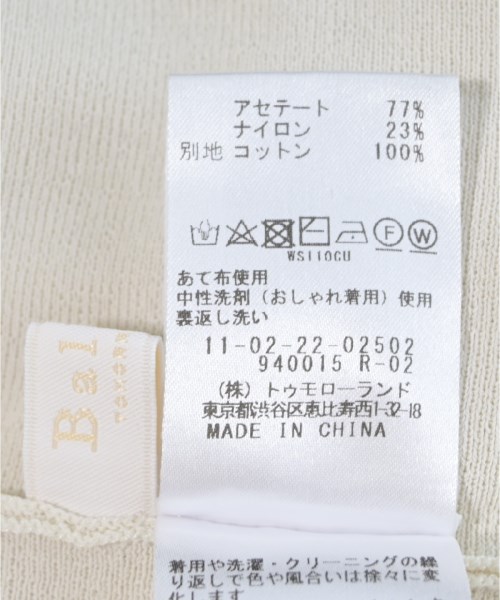 アセテート 77%
ナイロン 23%
別地 コットン 100%
F W
WS110CU
あて布使用
中性洗剤（おしゃれ着用）使用
裏返し洗い
11-02-22-02502
940015 R-02
（株）トゥモローランド
東京都渋谷区恵比寿西1-32-18
MADE IN CHINA
Bal
着用や洗濯・クリーニングの繰
り返しで色や風合いは徐々に変
化します